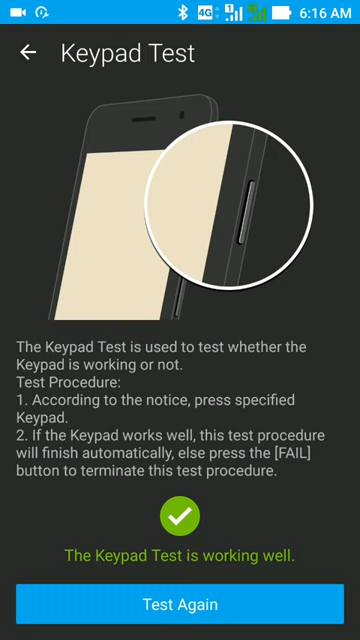 4G 1 6:16 AM
Keypad Test
The Keypad Test is used to test whether the
Keypad is working or not.
Test Procedure:
1. According to the notice, press specified
Keypad.
2. If the Keypad works well, this test procedure
will finish automatically, else press the [FAIL]
button to terminate this test procedure.
The Keypad Test is working well.
Test Again